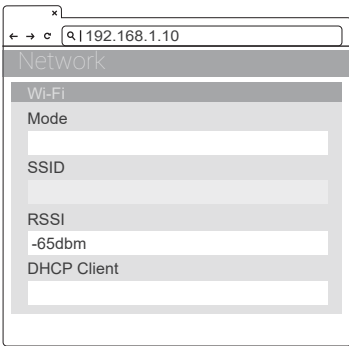 192.168.1.10
Network
Wi-Fi
Mode
SSID
RSSI
-65dbm
DHCP Client